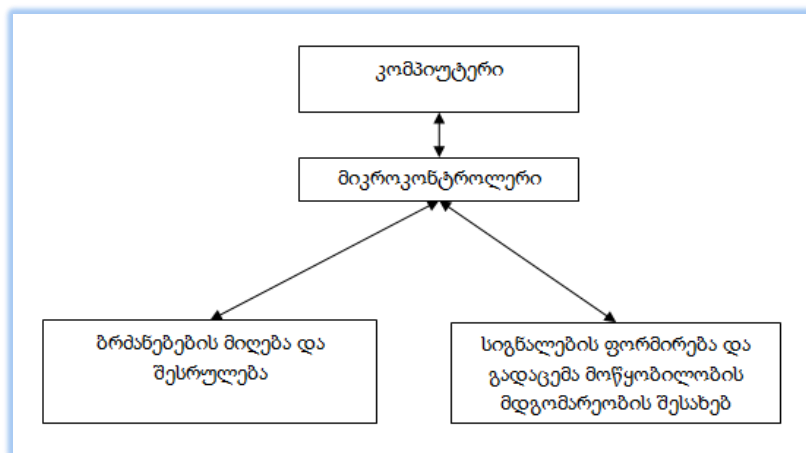 კომპიუტერი
მიკროკონტროლერი
ბრძანებების მიღება და
შესრულება
სიგნალების ფორმირება და
გადაცემა მოწყობილობის
მდგომარეობის შესახებ